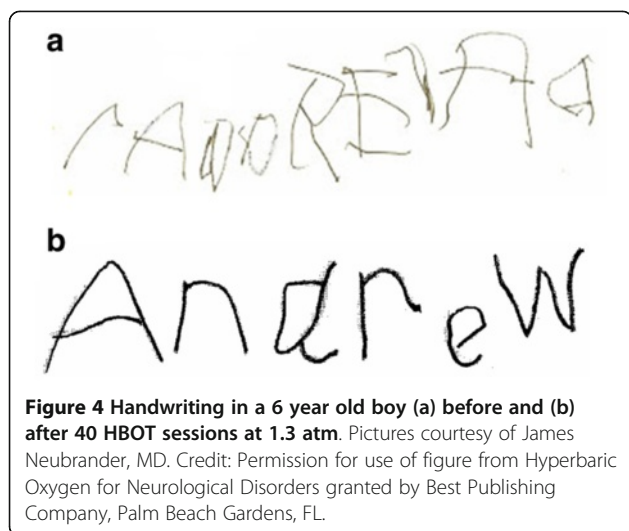 a
b
Andrew
Figure 4 Handwriting in a 6 year old boy (a) before and (b)
after 40 HBOT sessions at 1.3 atm. Pictures courtesy of James
Neubrander, MD. Credit: Permission for use of figure from Hyperbaric
Oxygen for Neurological Disorders granted by Best Publishing
Company, Palm Beach Gardens, FL.